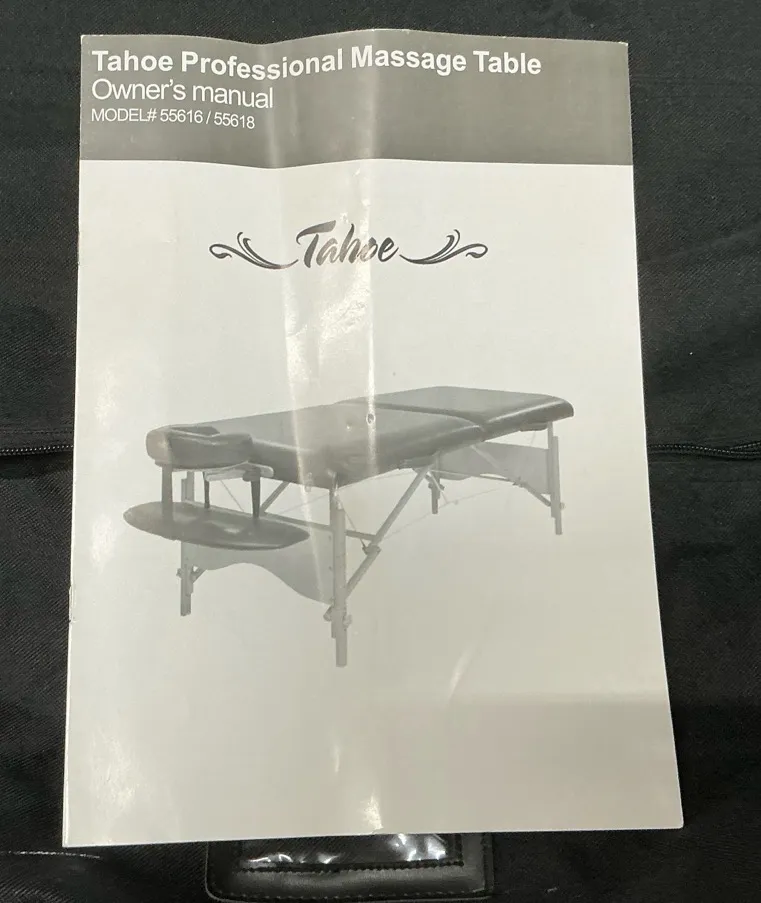 Tahoe Professional Massage Table
Owner's manual
MODEL# 55616 / 55618
Tahoe